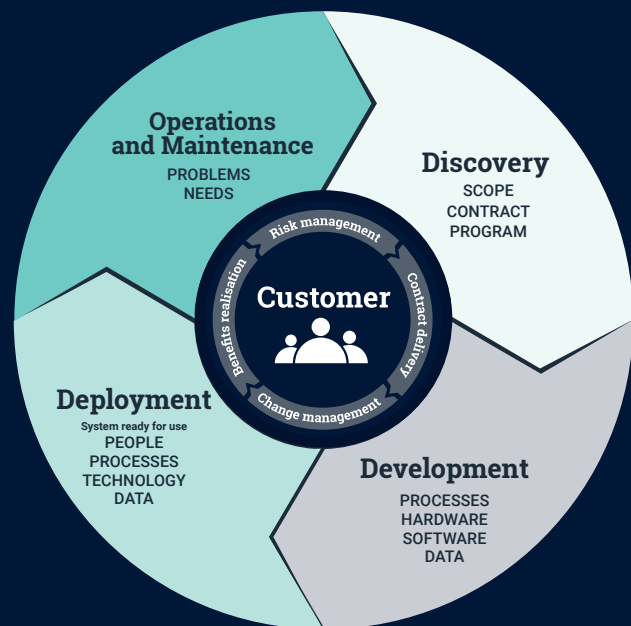 Operations
and Maintenance
PROBLEMS
NEEDS
Discovery
SCOPE
CONTRACT
PROGRAM
Development
PROCESSES
HARDWARE
SOFTWARE
DATA
Deployment
System ready for use
PEOPLE
PROCESSES
TECHNOLOGY
DATA
Risk management
Contract delivery
Change management
Benefits realisation
Customer